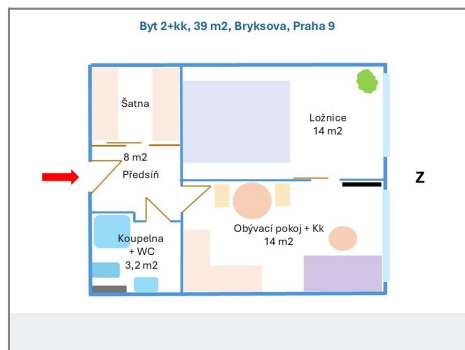 Byt 2+kk, 39 m2, Bryksova, Praha 9
Šatna
Ložnice
14 m2
8 m2
Předsíň
Z
Obývací pokoj + Kk
14 m2
Koupelna
+ WC
3,2 m2